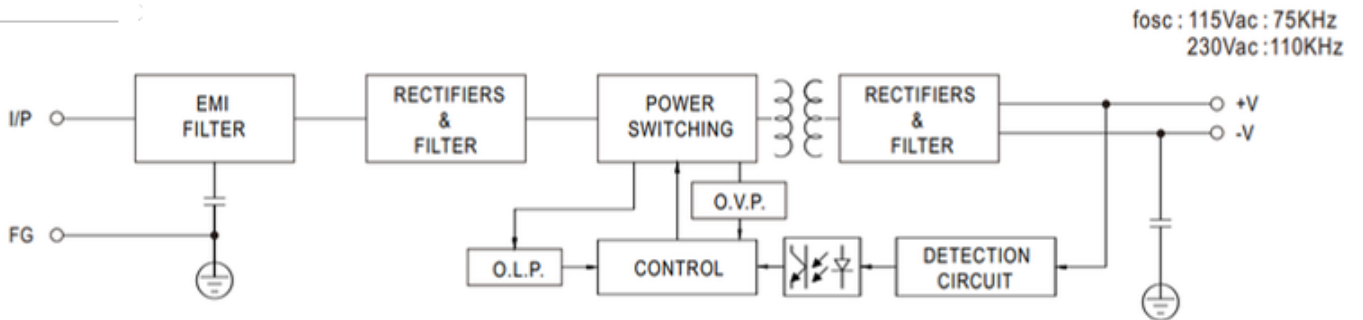 fosc : 115Vac : 75KHz
230Vac :110KHz
I/P
EMI
FILTER
RECTIFIERS
&
FILTER
POWER
SWITCHING
RECTIFIERS
&
FILTER
+V
-V
O.V.P.
FG
O.L.P.
CONTROL
DETECTION
CIRCUIT